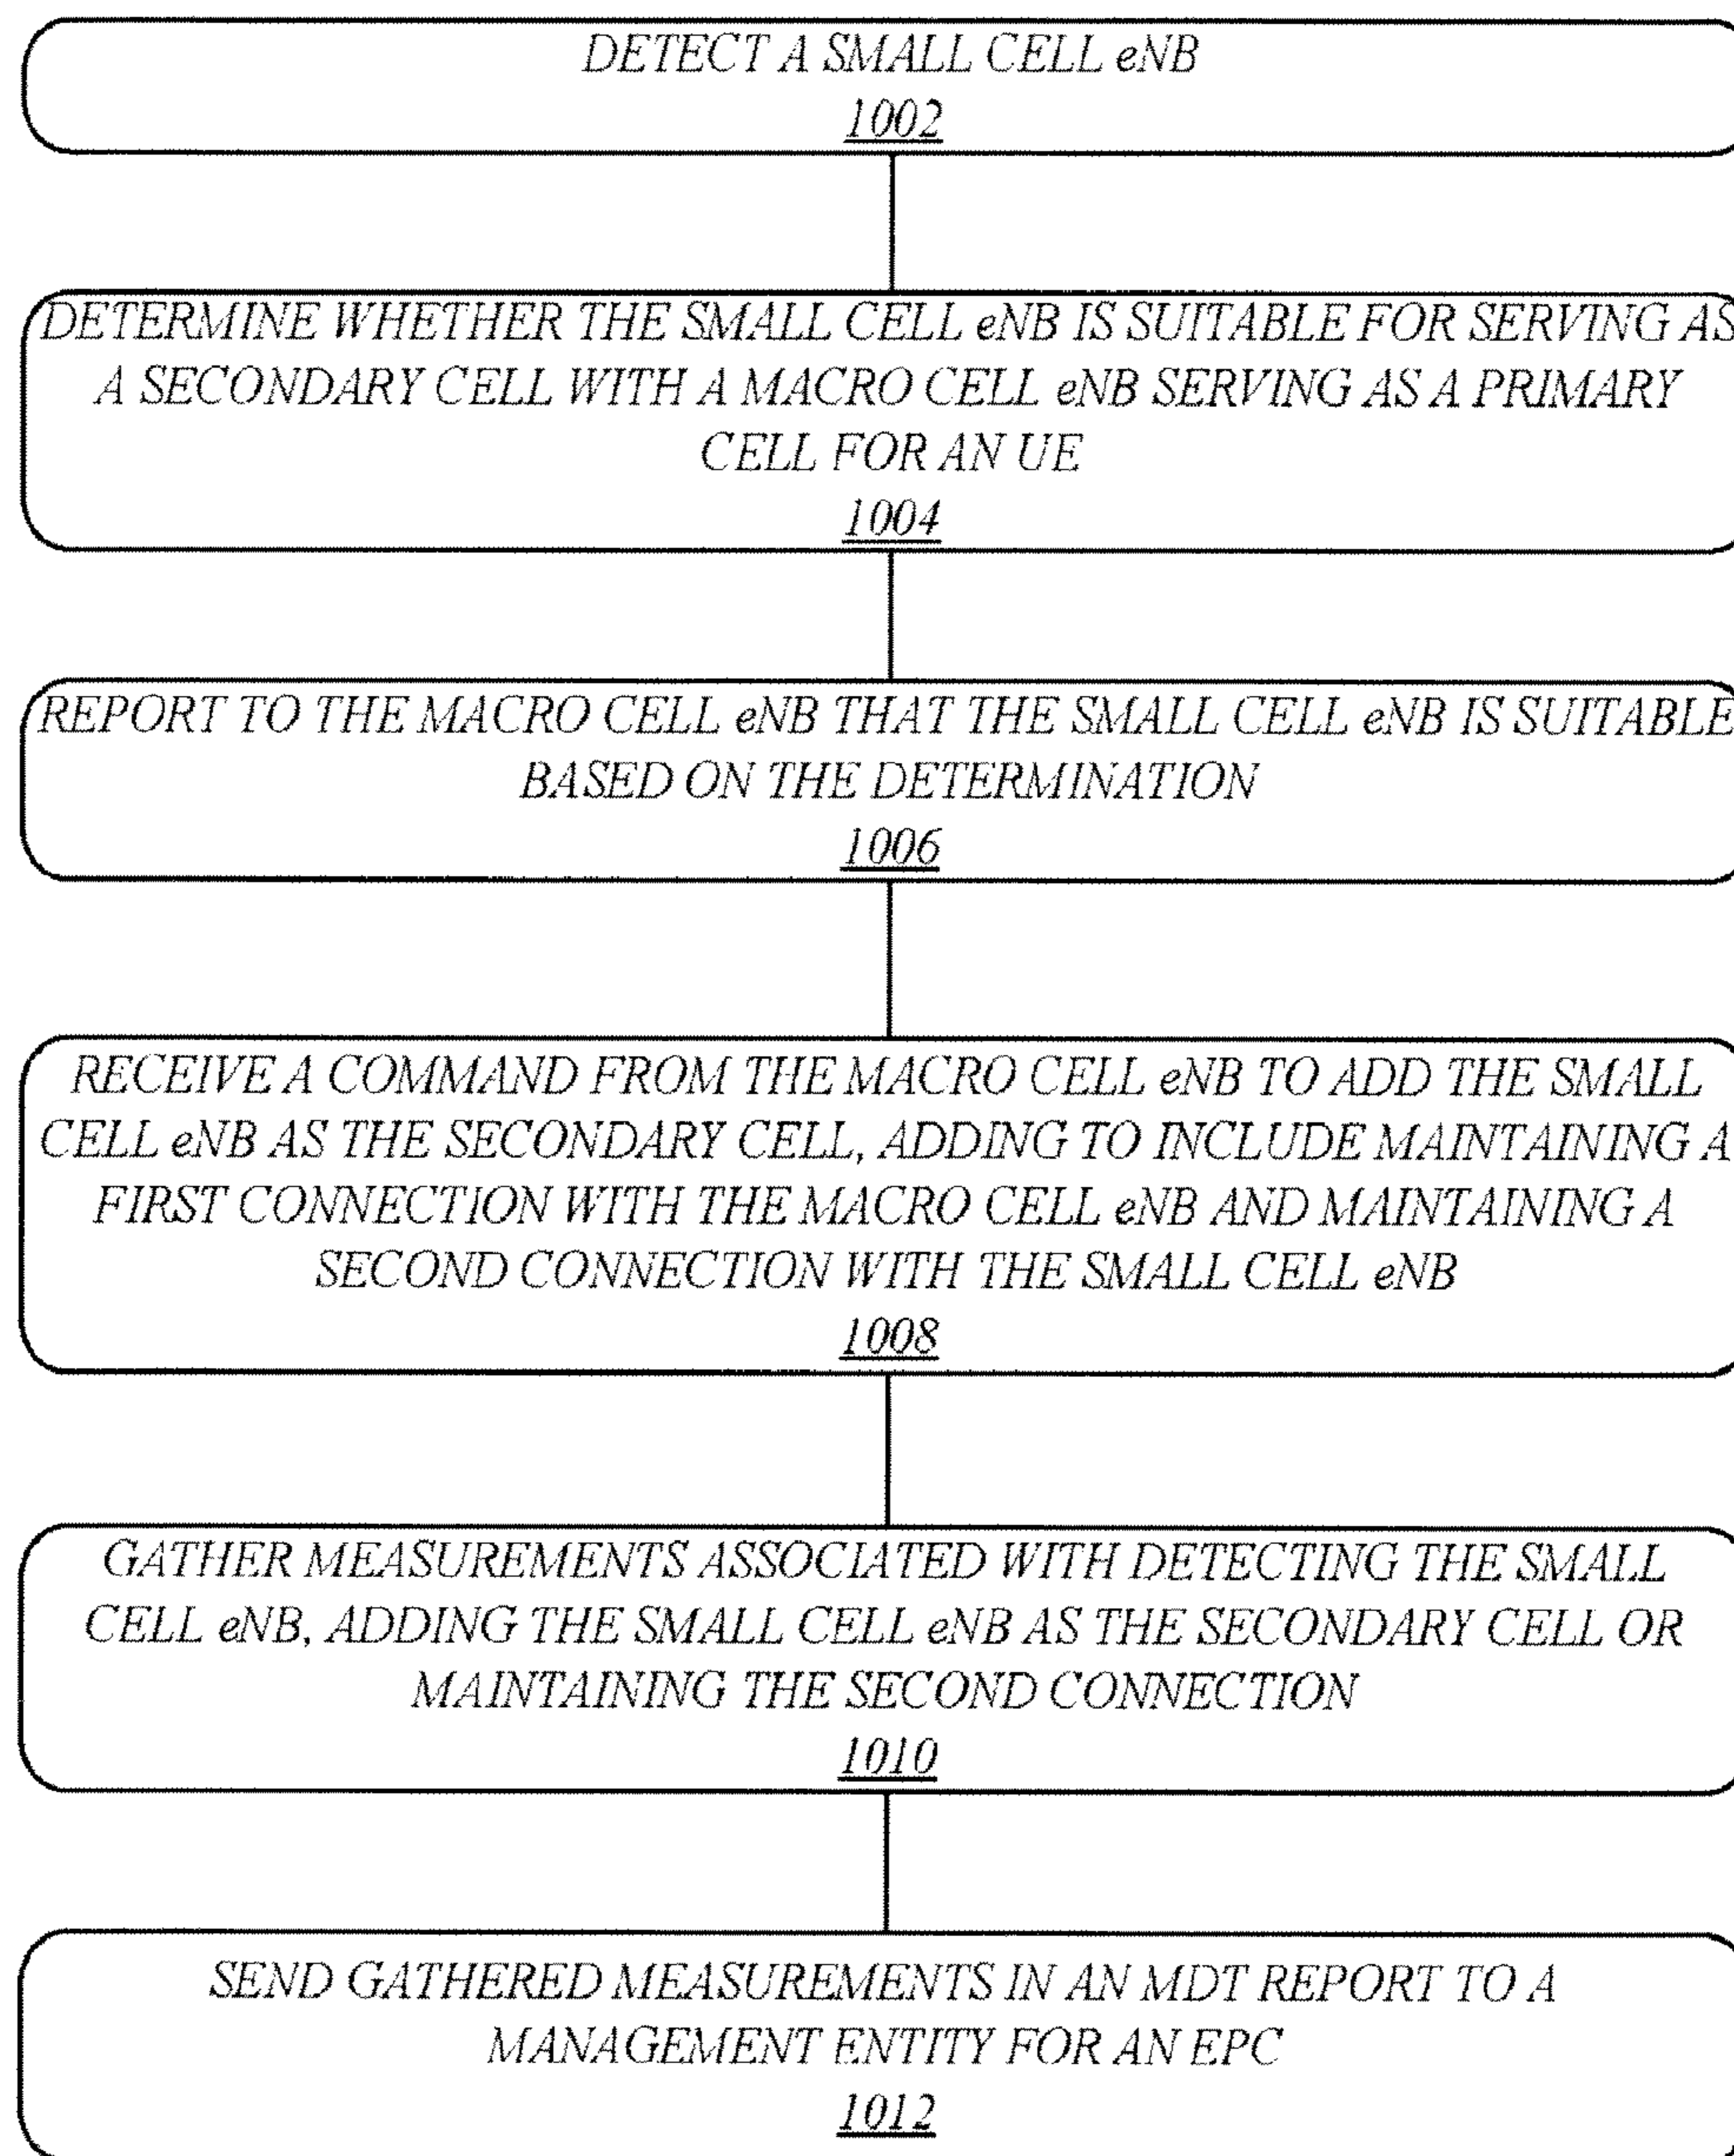 DETECT A SMALL CELL eNB
1002
DETERMINE WHETHER THE SMALL CELL eNB IS SUITABLE FOR SERVING AS
A SECONDARY CELL WITH A MACRO CELL eNB SERVING AS A PRIMARY
CELL FOR AN UE
1004
REPORT TO THE MACRO CELL eNB THAT THE SMALL CELL eNB IS SUITABLE
BASED ON THE DETERMINATION
1006
RECEIVE A COMMAND FROM THE MACRO CELL eNB TO ADD THE SMALL
CELL eNB AS THE SECONDARY CELL, ADDING TO INCLUDE MAINTAINING A
FIRST CONNECTION WITH THE MACRO CELL eNB AND MAINTAINING A
SECOND CONNECTION WITH THE SMALL CELL eNB
1008
GATHER MEASUREMENTS ASSOCIATED WITH DETECTING THE SMALL
CELL eNB, ADDING THE SMALL CELL eNB AS THE SECONDARY CELL OR
MAINTAINING THE SECOND CONNECTION
1010
SEND GATHERED MEASUREMENTS IN AN MDT REPORT TO A
MANAGEMENT ENTITY FOR AN EPC
1012